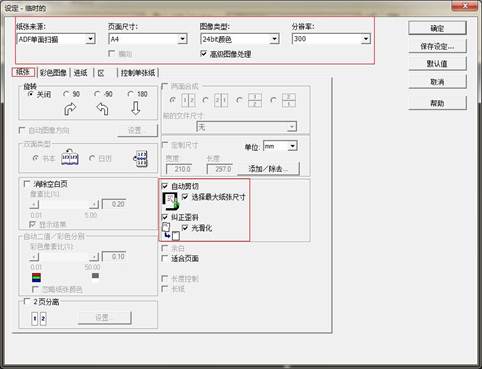 设定 - 临时的
纸张来源: 页面尺寸: 图像类型: 分辨率:
ADF单面扫描 A4 24bit颜色 300
横向 高级图像处理
确定
保存设定...
默认值
取消
帮助
纸张 彩色图像 进纸 区 控制单张纸
旋转
关闭 90 -90 180
自动图像方向 设置...
双面类型
书本 日历
消除空白页
像素比(%)
0.20
0.01 5.00
显示结果
自动二值/彩色分别
彩色像素比(%)
0.10
0.01 50.00
忽略纸张颜色
2 页分离
1 2 设置...
两面合成
1 2 2 1 1 2 2 1
前的文件尺寸
无
定制尺寸 单位: mm
宽度 长度
210.0 297.0 添加/除去...
自动剪切
选择最大纸张尺寸
纠正歪斜
光滑化
余白
适合页面
长度控制
长纸